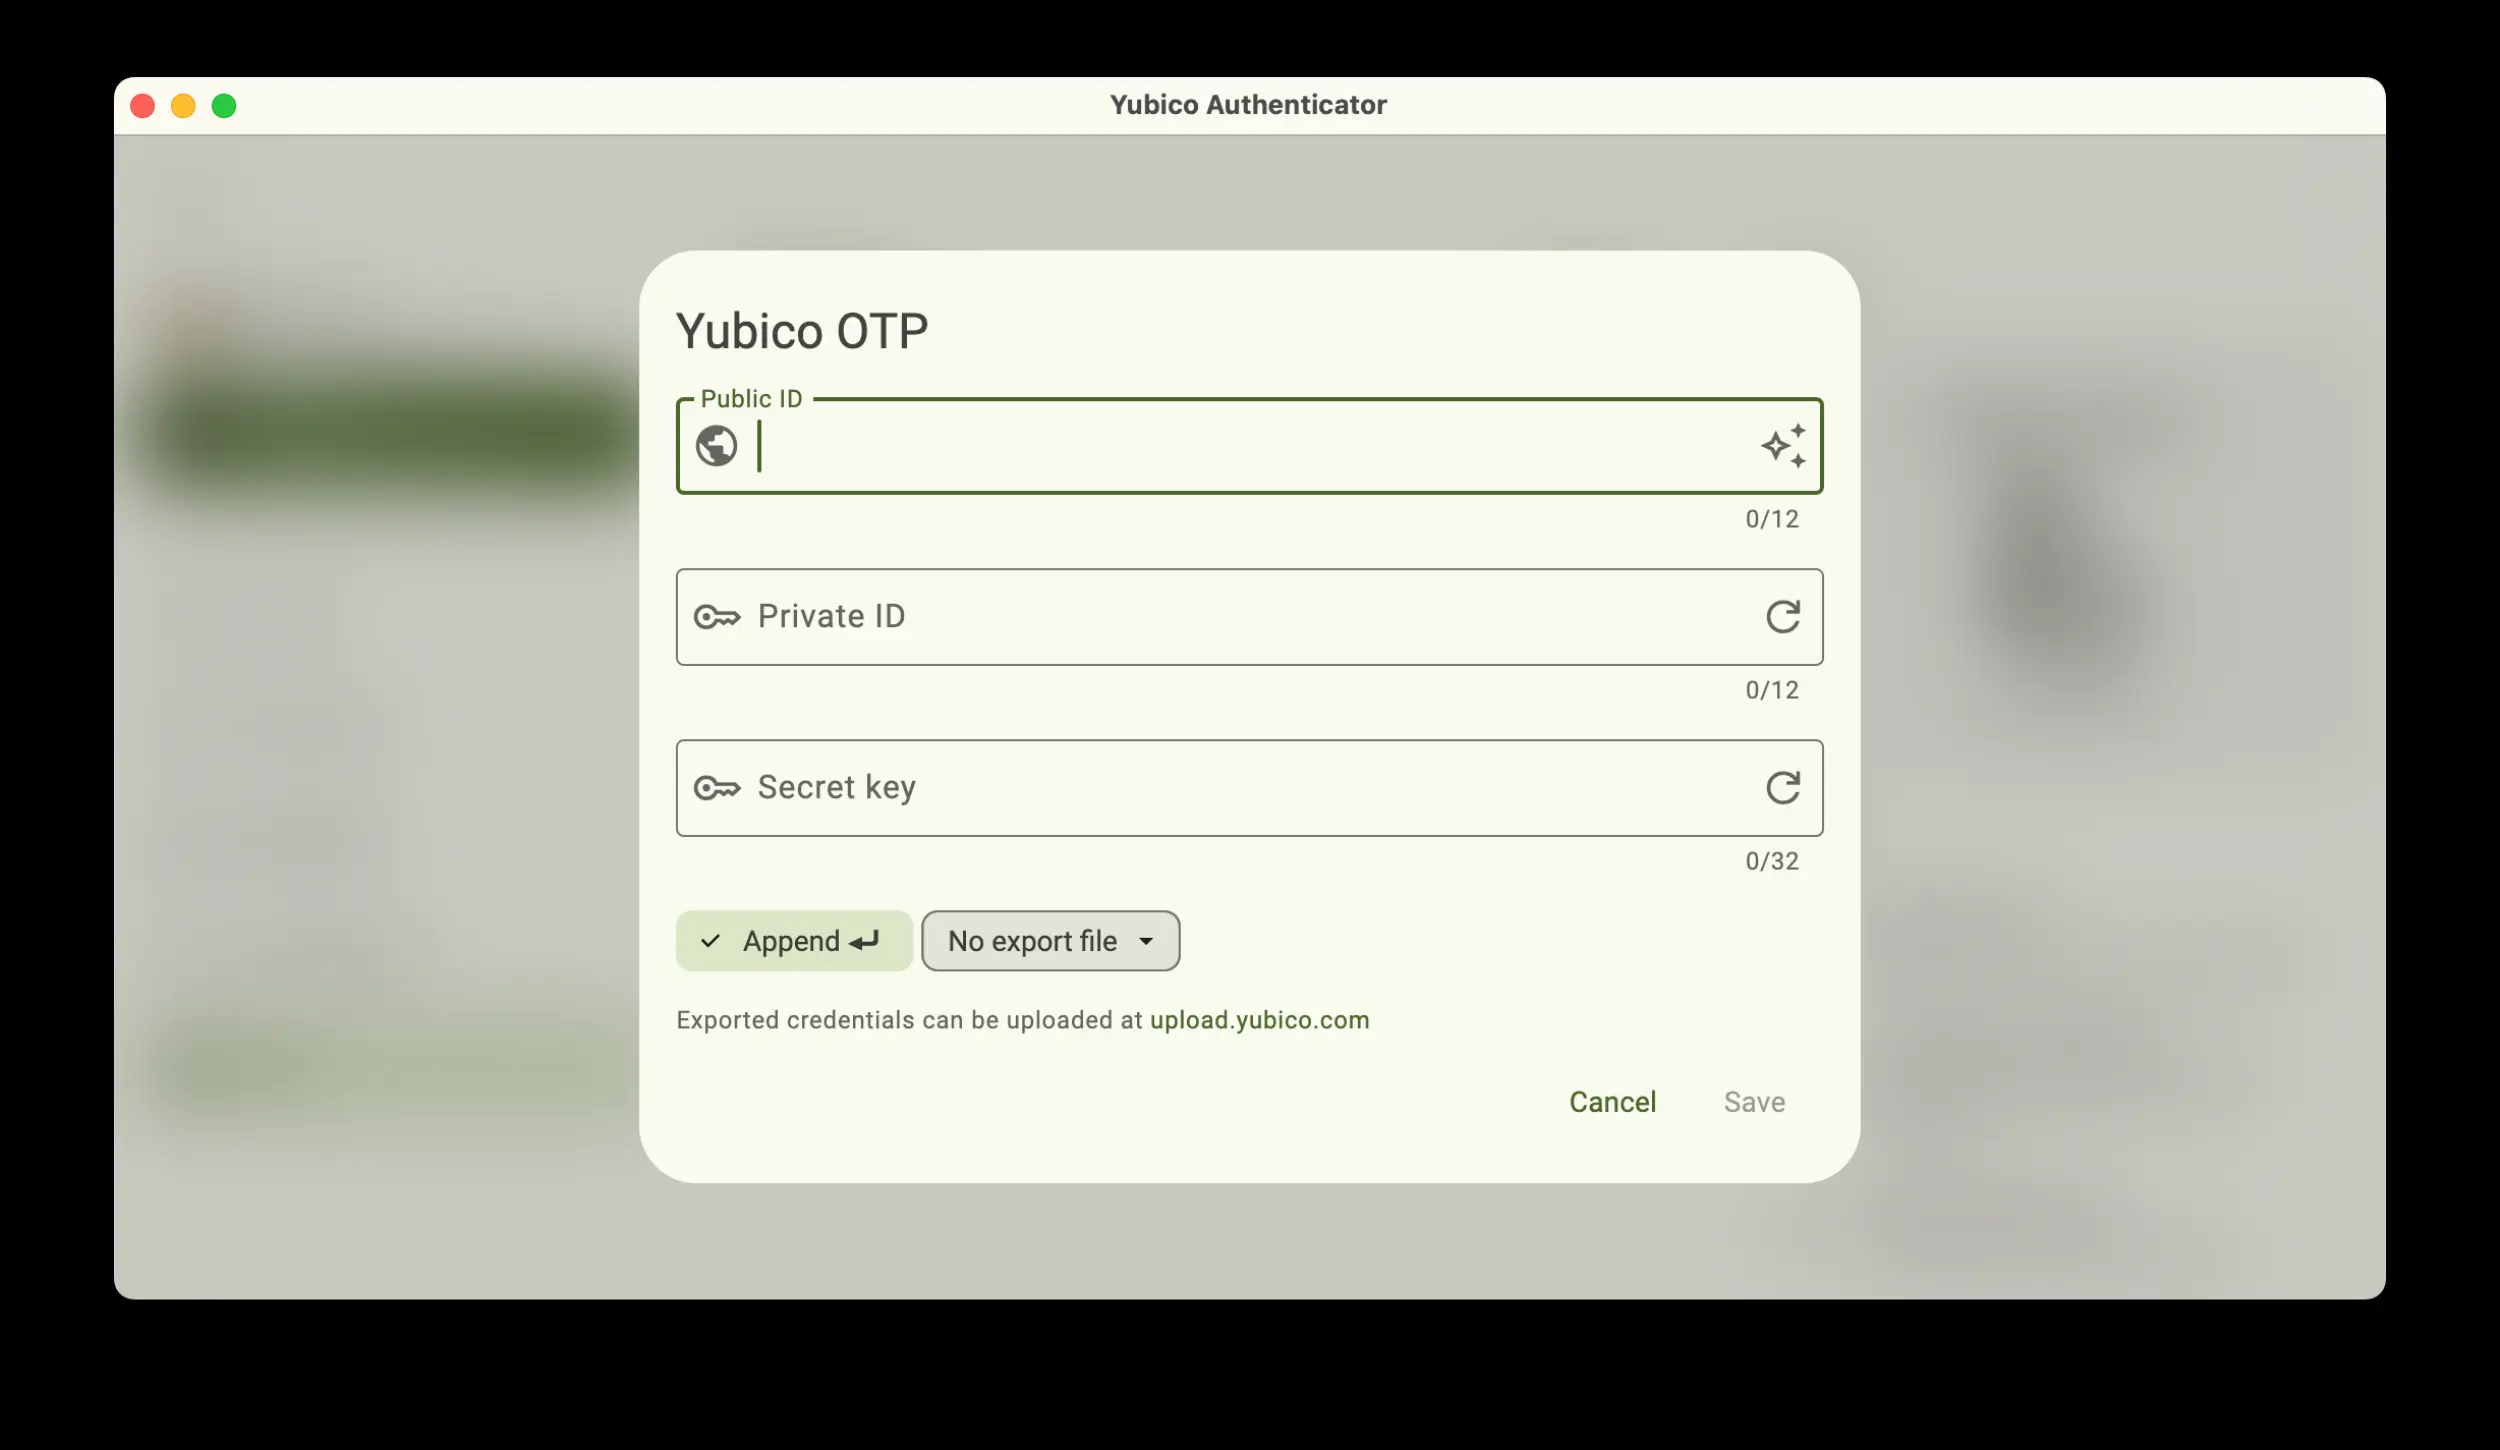 Yubico Authenticator
Yubico OTP
Public ID
0/12
Private ID
0/12
Secret key
0/32
Append
No export file
Exported credentials can be uploaded at upload.yubico.com
Cancel
Save